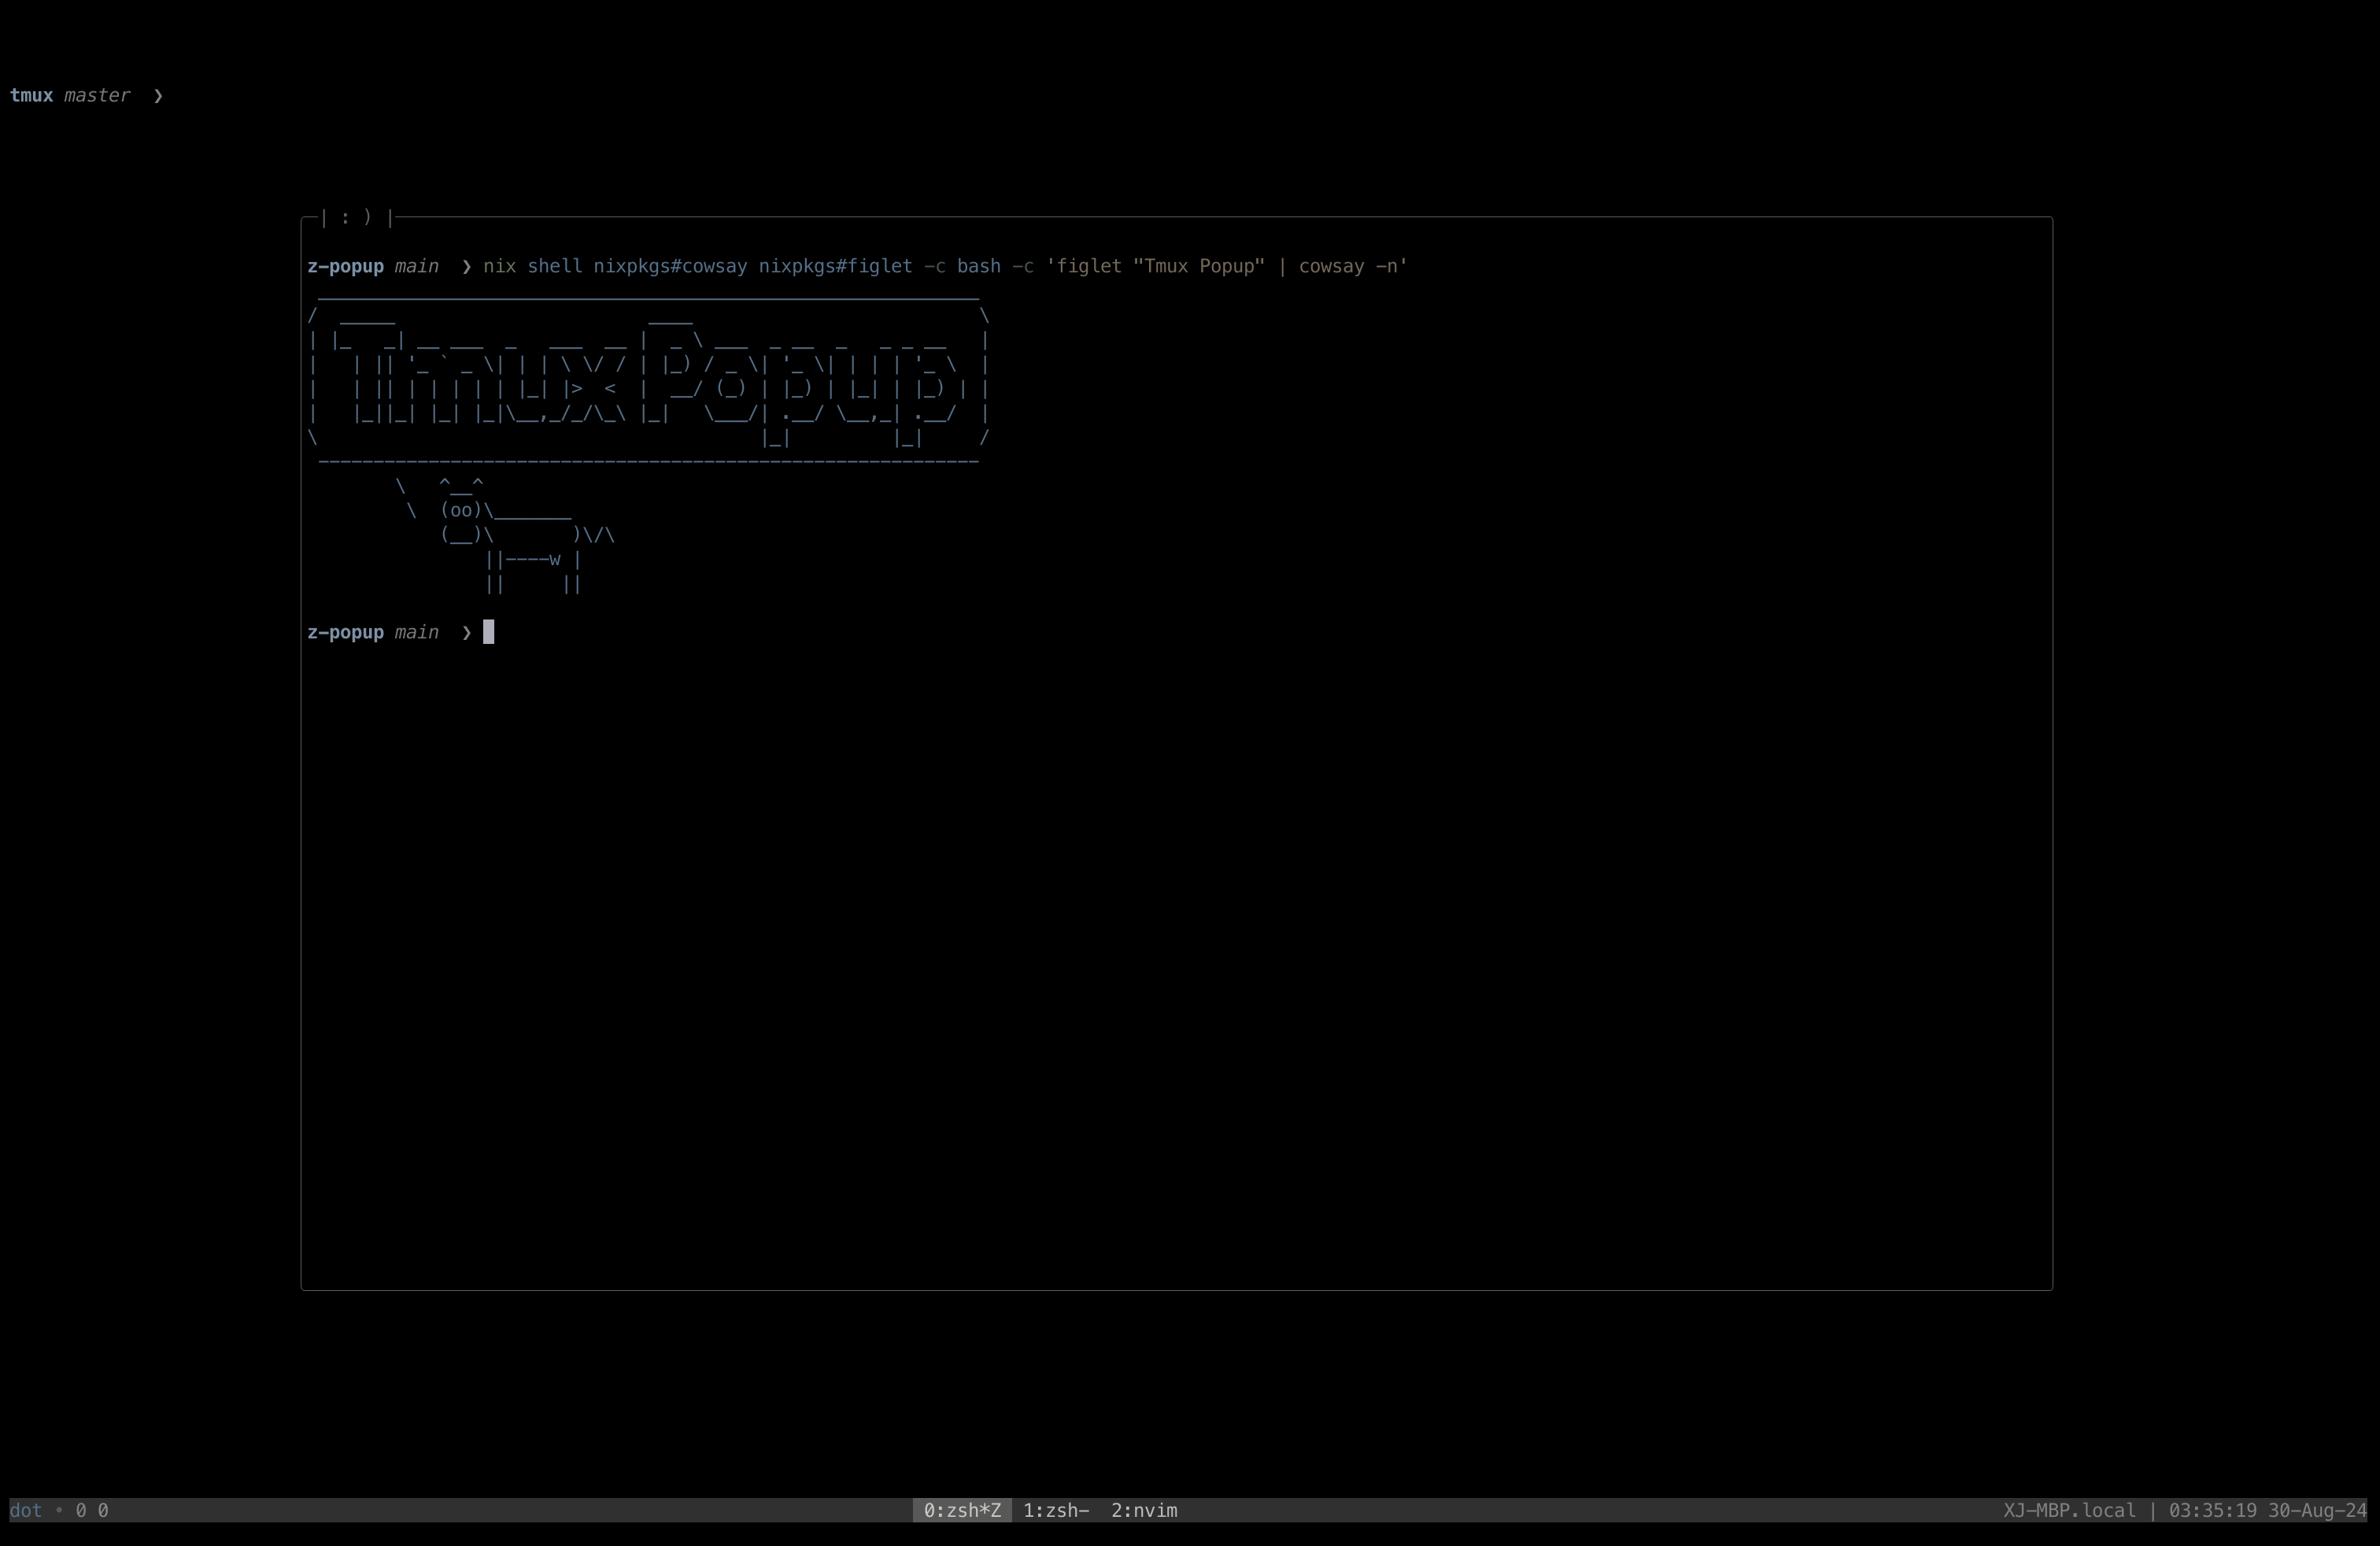 tmux master  ❯
| : ) |
z-popup main  ❯ nix shell nixpkgs#cowsay nixpkgs#figlet -c bash -c 'figlet "Tmux Popup" | cowsay -n'
 ____________________________________________________________
/  _____                       ____                          \
| |_   _| __ ___  _   ___  __ |  _ \ ___  _ __  _   _ _ __   |
|   | || '_ ` _ \| | | \ \/ / | |_) / _ \| '_ \| | | | '_ \  |
|   | || | | | | | |_| |>  <  |  __/ (_) | |_) | |_| | |_) | |
|   |_||_| |_| |_|\__,_/_/\_\ |_|   \___/| .__/ \__,_| .__/  |
\                                        |_|         |_|     /
 ------------------------------------------------------------
        \   ^__^
         \  (oo)\_______
            (__)\       )\/\
                ||----w |
                ||     ||
z-popup main  ❯
dot • 0 0 0:zsh*Z 1:zsh- 2:nvim XJ-MBP.local | 03:35:19 30-Aug-24